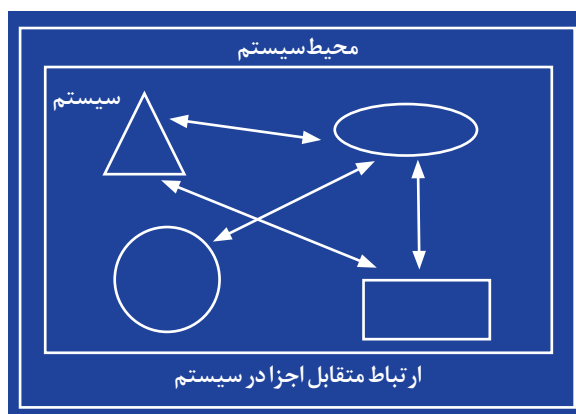 محیط سیستم
سیستم
ارتباط متقابل اجزا در سیستم